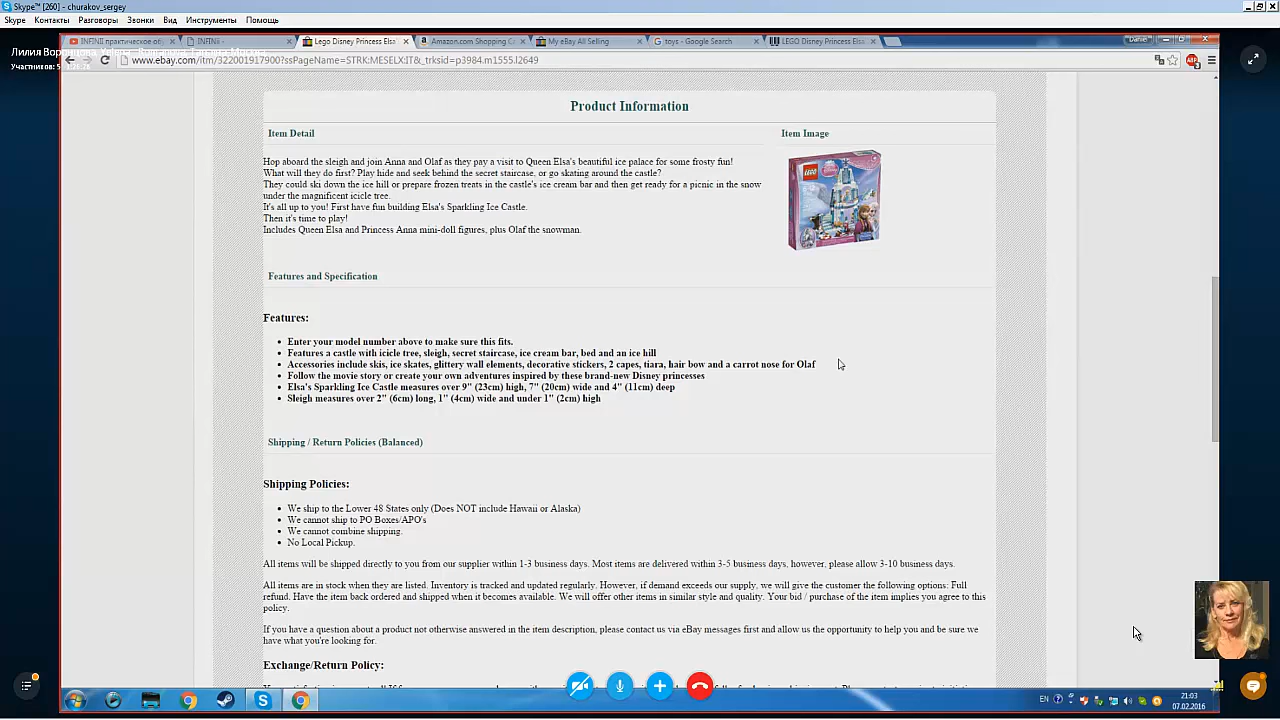 Skype™ [260] - churakov_sergey
Skype Контакты Разговоры Звонки Вид Инструменты Помощь
INFINII практическое об
INFINii -
Lego Disney Princess Elsa
Amazon.com Shopping C
My eBay All Selling
toys - Google Search
LEGO Disney Princess Elsa
Daniel
www.ebay.com/itm/322001917900?ssPageName=STRK:MESELX:IT&_trksid=p3984.m1555.l2649
Product Information
Item Detail
Item Image
Hop aboard the sleigh and join Anna and Olaf as they pay a visit to Queen Elsa's beautiful ice palace for some frosty fun!
What will they do first? Play hide and seek behind the secret staircase, or go skating around the castle?
They could ski down the ice hill or prepare frozen treats in the castle's ice cream bar and then get ready for a picnic in the snow
under the magnificent icicle tree.
It's all up to you! First have fun building Elsa's Sparkling Ice Castle.
Then it's time to play!
Includes Queen Elsa and Princess Anna mini-doll figures, plus Olaf the snowman.
LEGO
Features and Specification
Features:
• Enter your model number above to make sure this fits.
• Features a castle with icicle tree, sleigh, secret staircase, ice cream bar, bed and an ice hill
• Accessories include skis, ice skates, glittery wall elements, decorative stickers, 2 capes, tiara, hair bow and a carrot nose for Olaf
• Follow the movie story or create your own adventures inspired by these brand-new Disney princesses
• Elsa's Sparkling Ice Castle measures over 9" (23cm) high, 7" (20cm) wide and 4" (11cm) deep
• Sleigh measures over 2" (6cm) long, 1" (4cm) wide and under 1" (2cm) high
Shipping / Return Policies (Balanced)
Shipping Policies:
• We ship to the Lower 48 States only (Does NOT include Hawaii or Alaska)
• We cannot ship to PO Boxes/APO's
• We cannot combine shipping.
• No Local Pickup.
All items will be shipped directly to you from our supplier within 1-3 business days. Most items are delivered within 3-5 business days, however, please allow 3-10 business days.
All items are in stock when they are listed. Inventory is tracked and updated regularly. However, if demand exceeds our supply, we will give the customer the following options: Full
refund. Have the item back ordered and shipped when it becomes available. We will offer other items in similar style and quality. Your bid / purchase of the item implies you agree to this
policy.
If you have a question about a product not otherwise answered in the item description, please contact us via eBay messages first and allow us the opportunity to help you and be sure we
have what you're looking for.
Exchange/Return Policy:
EN
21:03
07.02.2016